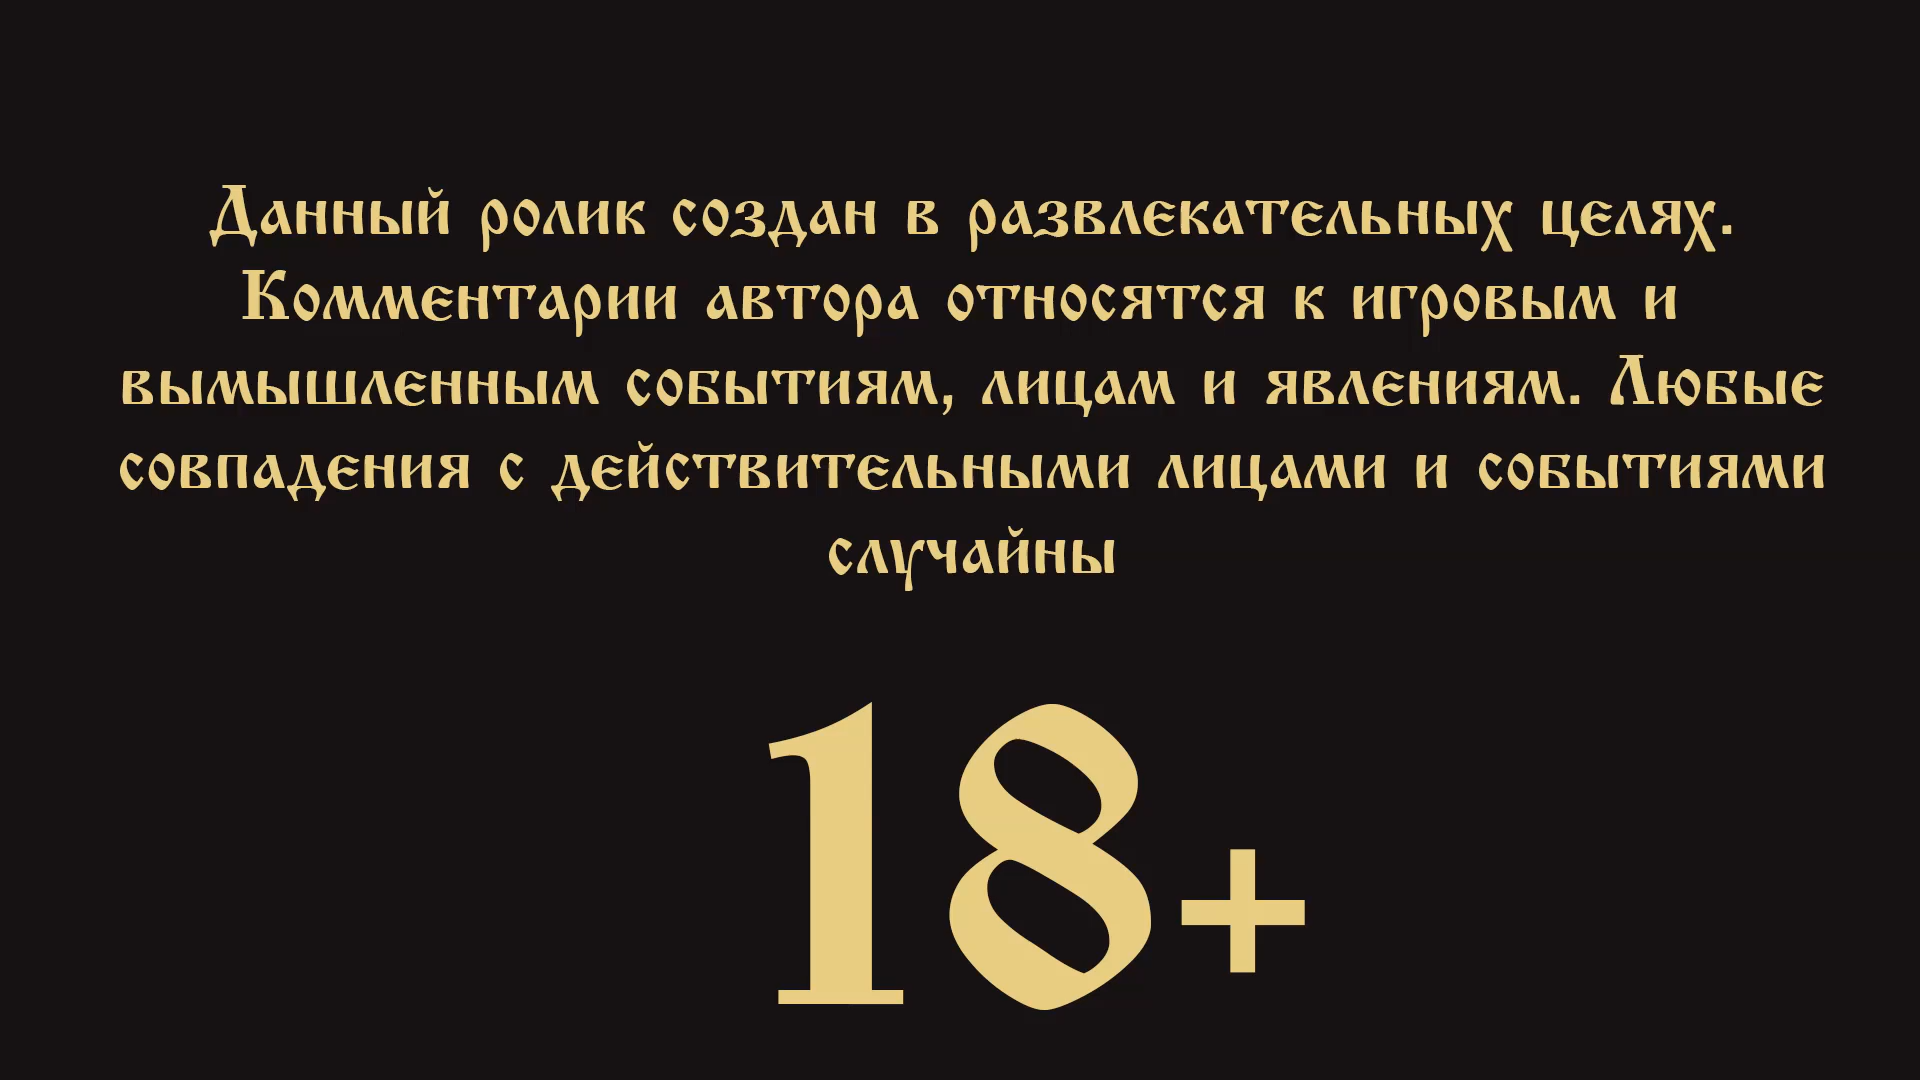 Данный ролик создан в развлекательных целях.
Комментарии автора относятся к игровым и
вымышленным событиям, лицам и явлениям. Любые
совпадения с действительными лицами и событиями
случайны
18+